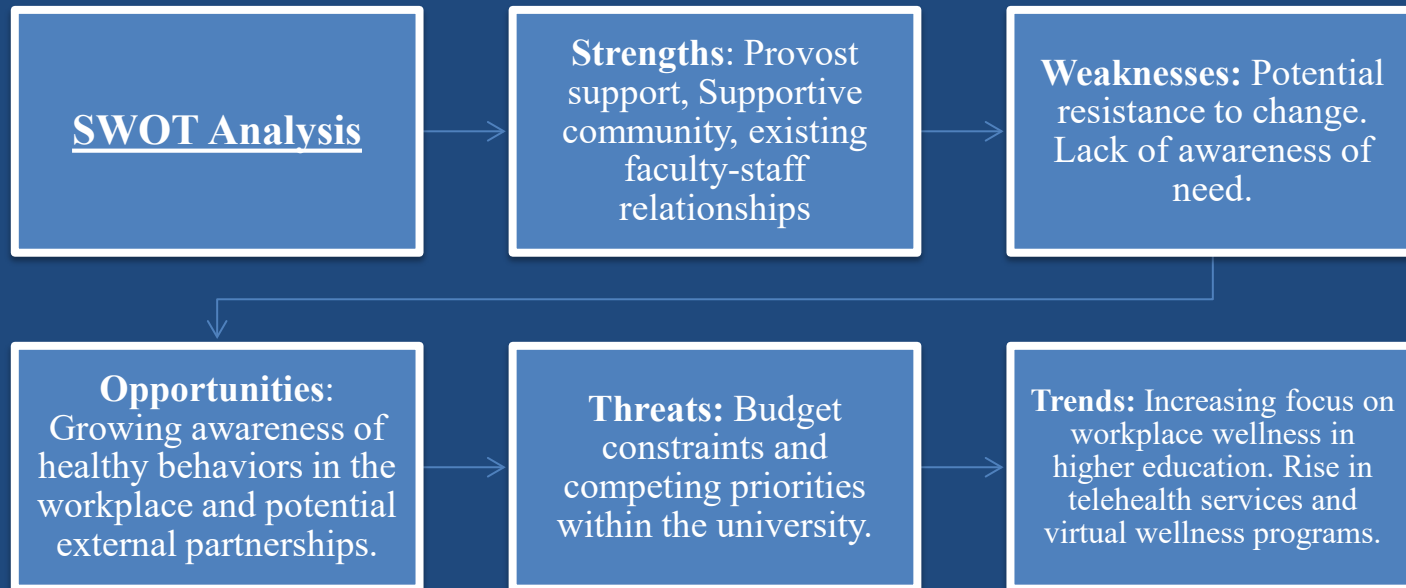 SWOT Analysis
Strengths: Provost
support, Supportive
community, existing
faculty-staff
relationships
Weaknesses: Potential
resistance to change.
Lack of awareness of
need.
Opportunities:
Growing awareness of
healthy behaviors in the
workplace and potential
external partnerships.
Threats: Budget
constraints and
competing priorities
within the university.
Trends: Increasing focus on
workplace wellness in
higher education. Rise in
telehealth services and
virtual wellness programs.